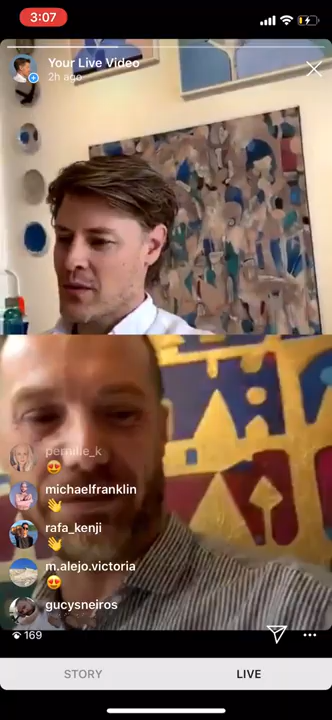 3:07
Your Live Video
2h ago
pernille_k
😍
michaelfranklin
👋
rafa_kenji
👋
m.alejo.victoria
😍
gucysneiros
169
STORY
LIVE